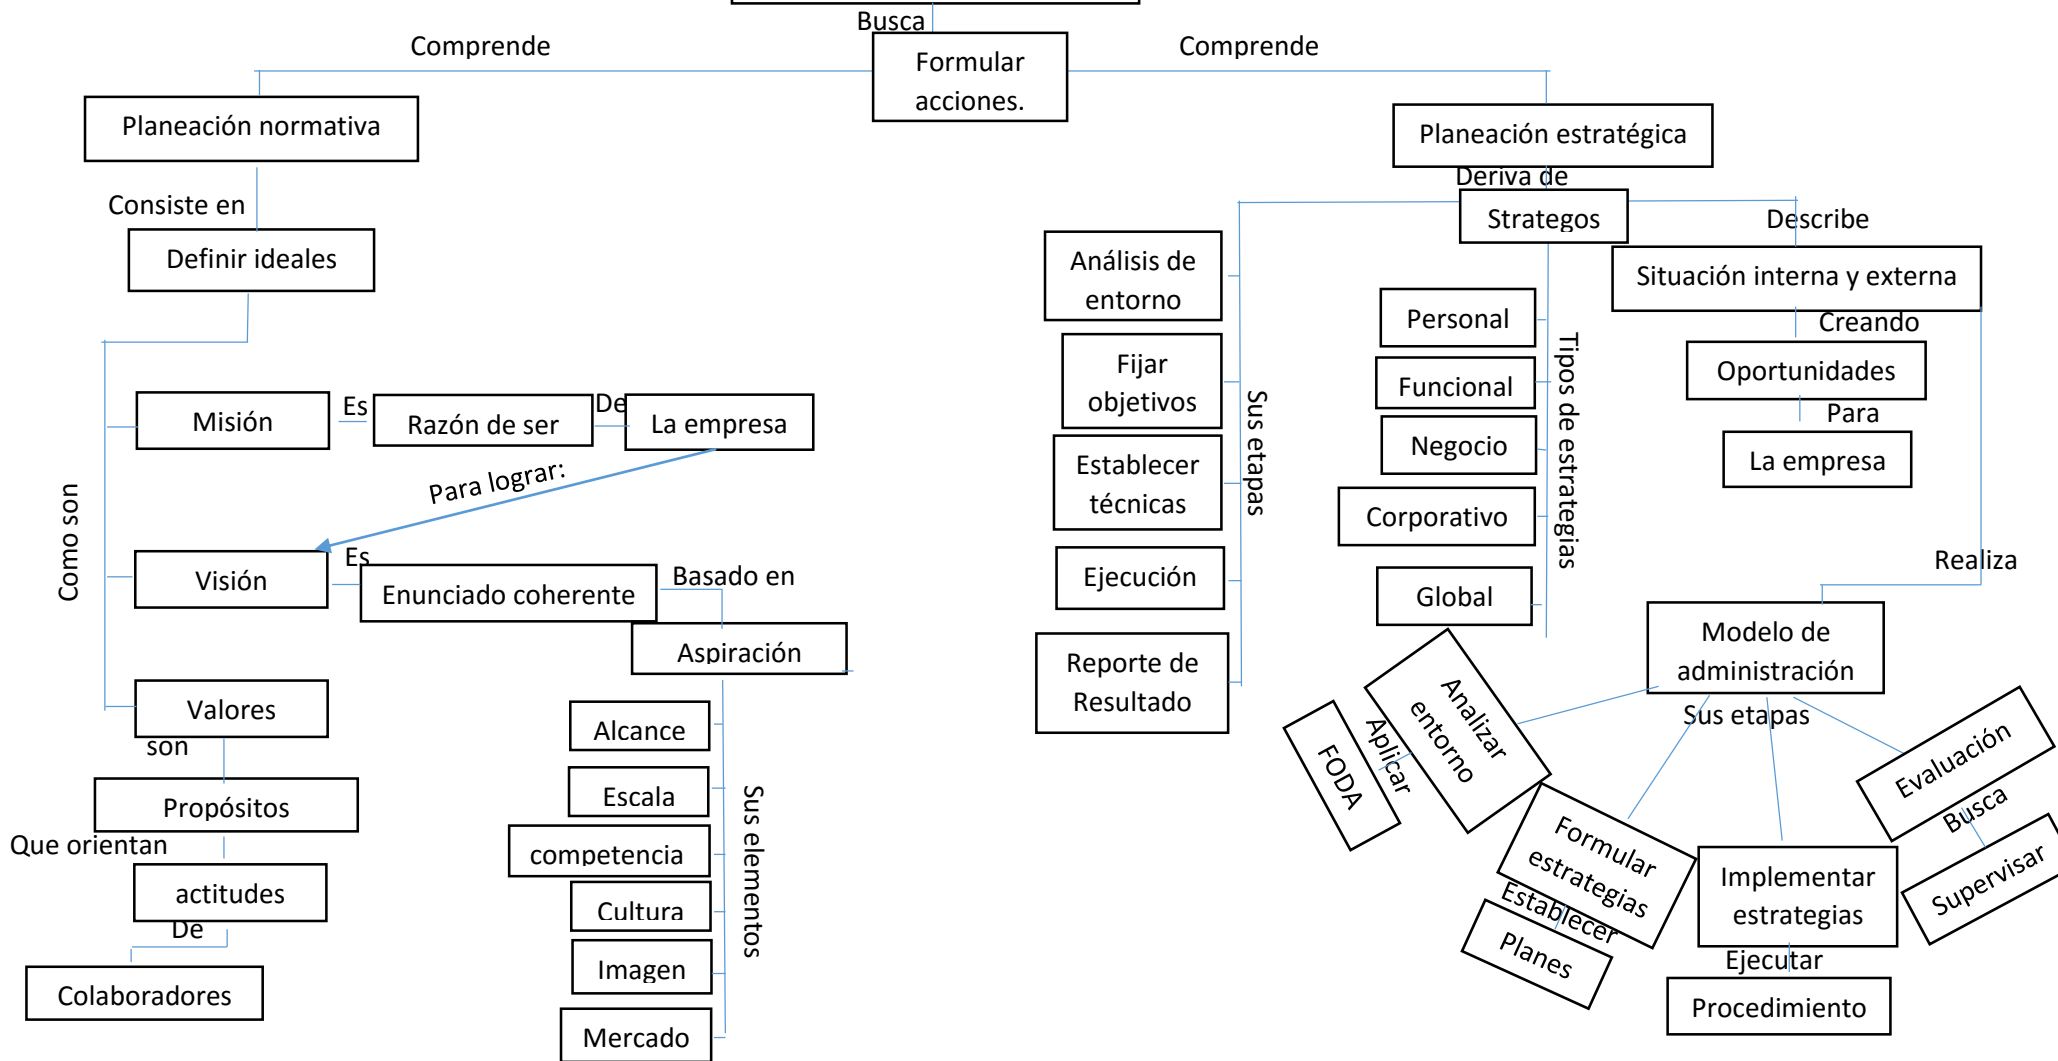 Busca
Comprende
Comprende
Formular
acciones.
Planeación normativa
Planeación estratégica
Consiste en
Deriva de
Definir ideales
Strategos
Describe
Análisis de
entorno
Situación interna y externa
Personal
Creando
Fijar
objetivos
Funcional
Oportunidades
Misión
Es
Razón de ser
De
La empresa
Negocio
Para
La empresa
Para lograr:
Establecer
técnicas
Sus etapas
Corporativo
Tipos de estrategias
Como son
Visión
Es
Enunciado coherente
Basado en
Ejecución
Global
Realiza
Aspiración
Reporte de
Resultado
Modelo de
administración
Sus etapas
Valores
son
Alcance
Analizar
entorno
Aplicar
FODA
Evaluación
Busca
Supervisar
Propósitos
Escala
Sus elementos
Que orientan
competencia
Formular
estrategias
Establecer
Planes
Implementar
estrategias
actitudes
Cultura
De
Imagen
Ejecutar
Colaboradores
Procedimiento
Mercado